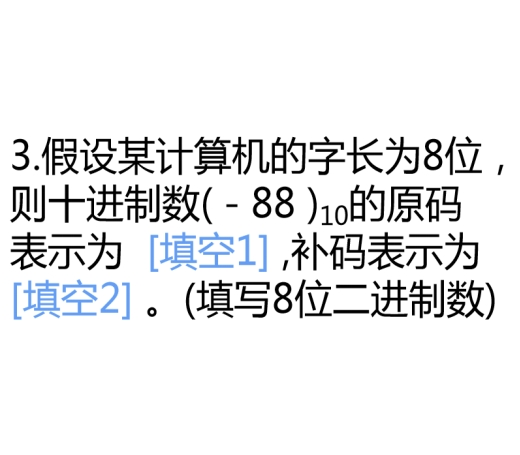 3.假设某计算机的字长为8位，
则十进制数( - 88 )₁₀的原码
表示为 [填空1] ,补码表示为
[填空2] 。(填写8位二进制数)